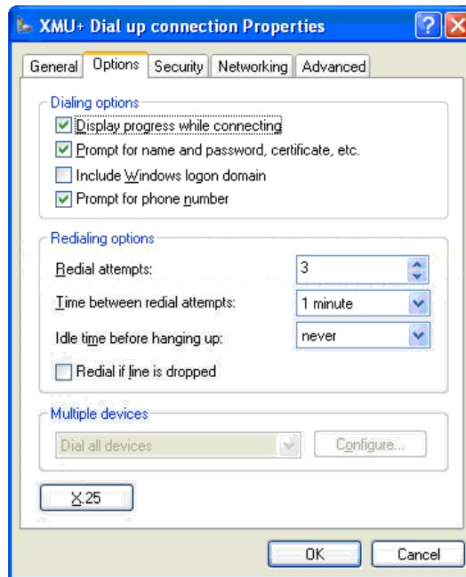 XMU+ Dial up connection Properties
General Options Security Networking Advanced
Dialing options
Display progress while connecting
Prompt for name and password, certificate, etc.
Include Windows logon domain
Prompt for phone number
Redialing options
Redial attempts: 3
Time between redial attempts: 1 minute
Idle time before hanging up: never
Redial if line is dropped
Multiple devices
Dial all devices Configure...
X.25
OK Cancel